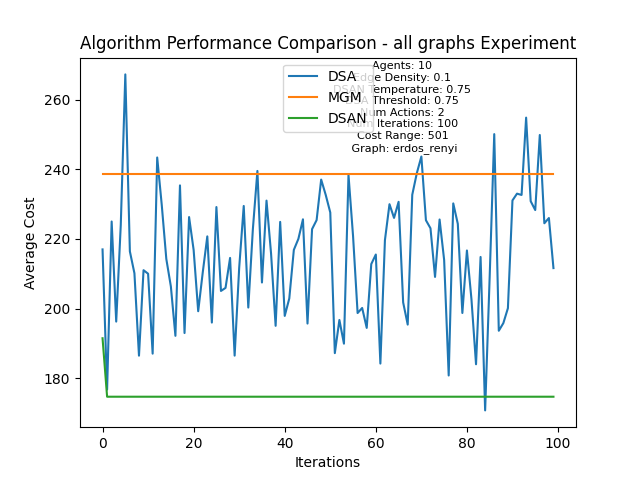 Algorithm Performance Comparison - all graphs Experiment
DSA
MGM
DSAN
Agents: 10
Edge Density: 0.1
DSAN Temperature: 0.75
DSA Threshold: 0.75
Num Actions: 2
Num Iterations: 100
Cost Range: 501
Graph: erdos_renyi
Average Cost
260
240
220
200
180
0 20 40 60 80 100
Iterations